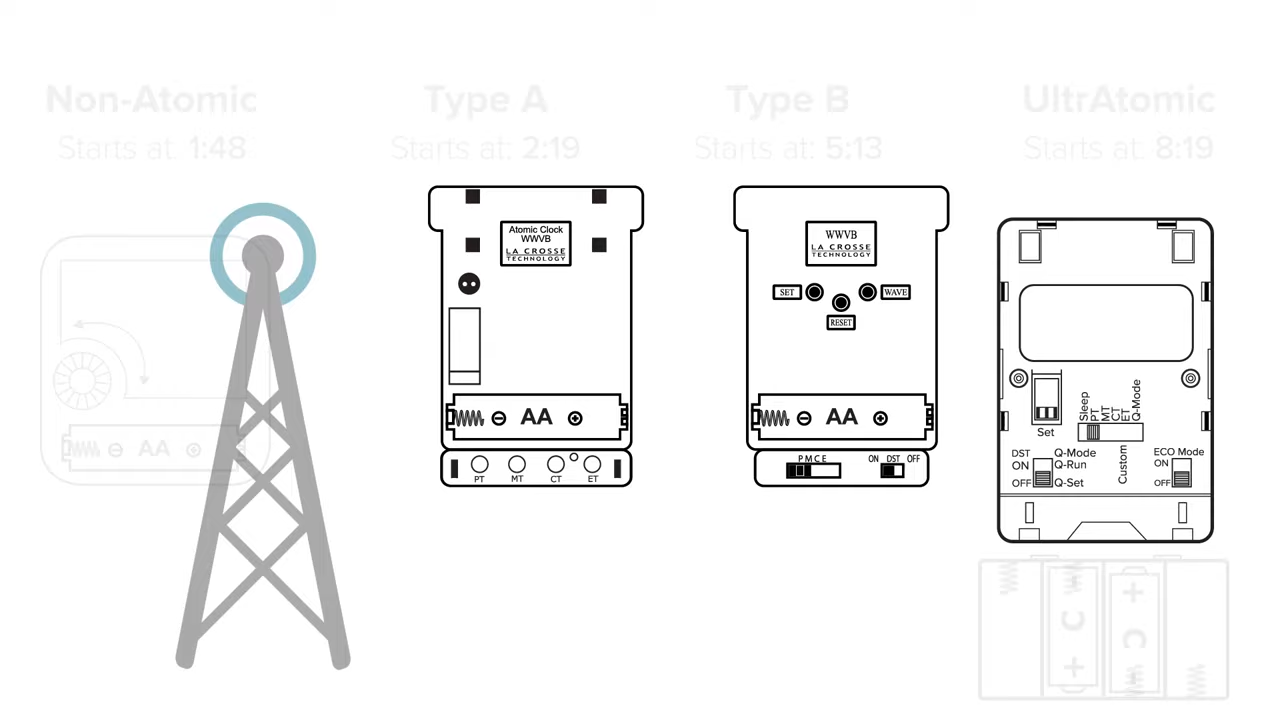 Non-Atomic
Starts at: 1:48
AA
Type A
Starts at: 2:19
Atomic Clock
WWVB
LA CROSSE
TECHNOLOGY
AA
PT MT CT ET
Type B
Starts at: 5:13
WWVB
LA CROSSE
TECHNOLOGY
SET
WAVE
RESET
AA
P M C E
ON DST OFF
UltrAtomic
Starts at: 8:19
Set
Sleep
PT
MT
CT
ET
Q-Mode
Custom
DST
ON
OFF
Q-Mode
Q-Run
Q-Set
ECO Mode
ON
OFF
C
C